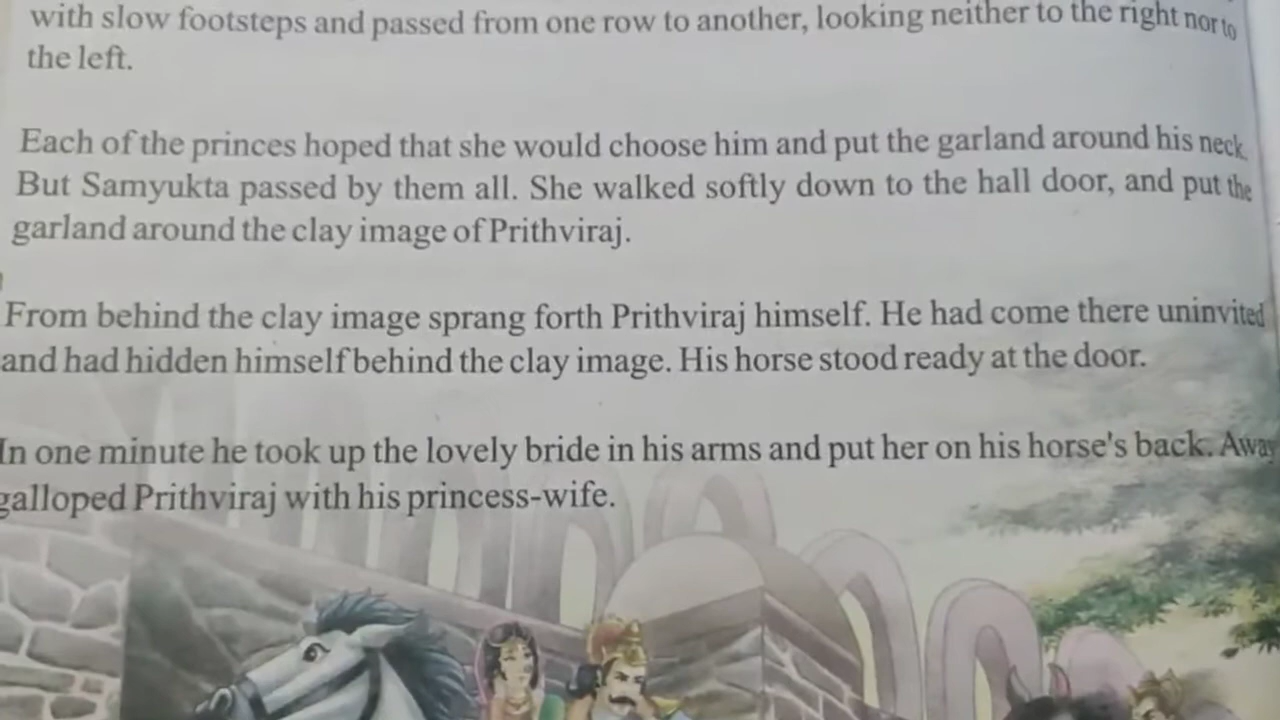 with slow footsteps and passed from one row to another, looking neither to the right nor to
the left.
Each of the princes hoped that she would choose him and put the garland around his neck.
But Samyukta passed by them all. She walked softly down to the hall door, and put the
garland around the clay image of Prithviraj.
From behind the clay image sprang forth Prithviraj himself. He had come there uninvited
and had hidden himself behind the clay image. His horse stood ready at the door.
In one minute he took up the lovely bride in his arms and put her on his horse's back. Away
galloped Prithviraj with his princess-wife.